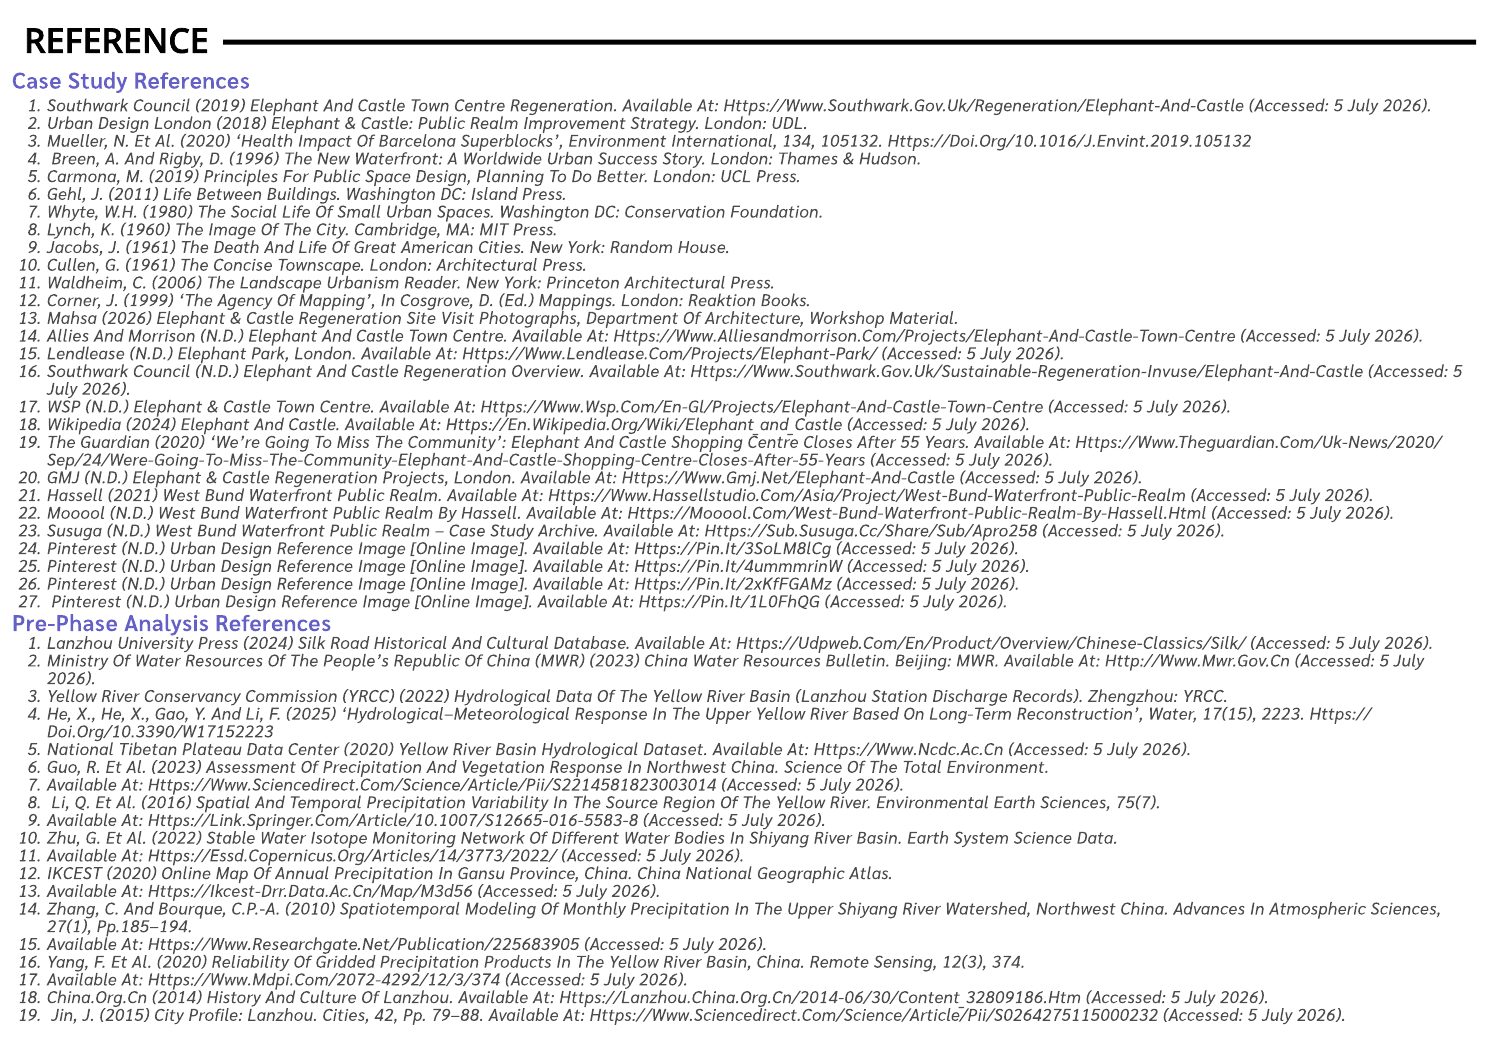 REFERENCE
Case Study References
1. Southwark Council (2019) Elephant And Castle Town Centre Regeneration. Available At: Https://Www.Southwark.Gov.Uk/Regeneration/Elephant-And-Castle (Accessed: 5 July 2026).
2. Urban Design London (2018) Elephant & Castle: Public Realm Improvement Strategy. London: UDL.
3. Mueller, N. Et Al. (2020) ‘Health Impact Of Barcelona Superblocks’, Environment International, 134, 105132. Https://Doi.Org/10.1016/J.Envint.2019.105132
4. Breen, A. And Rigby, D. (1996) The New Waterfront: A Worldwide Urban Success Story. London: Thames & Hudson.
5. Carmona, M. (2019) Principles For Public Space Design, Planning To Do Better. London: UCL Press.
6. Gehl, J. (2011) Life Between Buildings. Washington DC: Island Press.
7. Whyte, W.H. (1980) The Social Life Of Small Urban Spaces. Washington DC: Conservation Foundation.
8. Lynch, K. (1960) The Image Of The City. Cambridge, MA: MIT Press.
9. Jacobs, J. (1961) The Death And Life Of Great American Cities. New York: Random House.
10. Cullen, G. (1961) The Concise Townscape. London: Architectural Press.
11. Waldheim, C. (2006) The Landscape Urbanism Reader. New York: Princeton Architectural Press.
12. Corner, J. (1999) ‘The Agency Of Mapping’, In Cosgrove, D. (Ed.) Mappings. London: Reaktion Books.
13. Mahsa (2026) Elephant & Castle Regeneration Site Visit Photographs, Department Of Architecture, Workshop Material.
14. Allies And Morrison (N.D.) Elephant And Castle Town Centre. Available At: Https://Www.Alliesandmorrison.Com/Projects/Elephant-And-Castle-Town-Centre (Accessed: 5 July 2026).
15. Lendlease (N.D.) Elephant Park, London. Available At: Https://Www.Lendlease.Com/Projects/Elephant-Park/ (Accessed: 5 July 2026).
16. Southwark Council (N.D.) Elephant And Castle Regeneration Overview. Available At: Https://Www.Southwark.Gov.Uk/Sustainable-Regeneration-Invuse/Elephant-And-Castle (Accessed: 5
July 2026).
17. WSP (N.D.) Elephant & Castle Town Centre. Available At: Https://Www.Wsp.Com/En-Gl/Projects/Elephant-And-Castle-Town-Centre (Accessed: 5 July 2026).
18. Wikipedia (2024) Elephant And Castle. Available At: Https://En.Wikipedia.Org/Wiki/Elephant_and_Castle (Accessed: 5 July 2026).
19. The Guardian (2020) ‘We’re Going To Miss The Community’: Elephant And Castle Shopping Centre Closes After 55 Years. Available At: Https://Www.Theguardian.Com/Uk-News/2020/
Sep/24/Were-Going-To-Miss-The-Community-Elephant-And-Castle-Shopping-Centre-Closes-After-55-Years (Accessed: 5 July 2026).
20. GMJ (N.D.) Elephant & Castle Regeneration Projects, London. Available At: Https://Www.Gmj.Net/Elephant-And-Castle (Accessed: 5 July 2026).
21. Hassell (2021) West Bund Waterfront Public Realm. Available At: Https://Www.Hassellstudio.Com/Asia/Project/West-Bund-Waterfront-Public-Realm (Accessed: 5 July 2026).
22. Mooool (N.D.) West Bund Waterfront Public Realm By Hassell. Available At: Https://Mooool.Com/West-Bund-Waterfront-Public-Realm-By-Hassell.Html (Accessed: 5 July 2026).
23. Susuga (N.D.) West Bund Waterfront Public Realm – Case Study Archive. Available At: Https://Sub.Susuga.Cc/Share/Sub/Apro258 (Accessed: 5 July 2026).
24. Pinterest (N.D.) Urban Design Reference Image [Online Image]. Available At: Https://Pin.It/3SoLM8lCg (Accessed: 5 July 2026).
25. Pinterest (N.D.) Urban Design Reference Image [Online Image]. Available At: Https://Pin.It/4ummmrinW (Accessed: 5 July 2026).
26. Pinterest (N.D.) Urban Design Reference Image [Online Image]. Available At: Https://Pin.It/2xKfFGAMz (Accessed: 5 July 2026).
27. Pinterest (N.D.) Urban Design Reference Image [Online Image]. Available At: Https://Pin.It/1L0FhQG (Accessed: 5 July 2026).
Pre-Phase Analysis References
1. Lanzhou University Press (2024) Silk Road Historical And Cultural Database. Available At: Https://Udpweb.Com/En/Product/Overview/Chinese-Classics/Silk/ (Accessed: 5 July 2026).
2. Ministry Of Water Resources Of The People’s Republic Of China (MWR) (2023) China Water Resources Bulletin. Beijing: MWR. Available At: Http://Www.Mwr.Gov.Cn (Accessed: 5 July
2026).
3. Yellow River Conservancy Commission (YRCC) (2022) Hydrological Data Of The Yellow River Basin (Lanzhou Station Discharge Records). Zhengzhou: YRCC.
4. He, X., He, X., Gao, Y. And Li, F. (2025) ‘Hydrological–Meteorological Response In The Upper Yellow River Based On Long-Term Reconstruction’, Water, 17(15), 2223. Https://
Doi.Org/10.3390/W17152223
5. National Tibetan Plateau Data Center (2020) Yellow River Basin Hydrological Dataset. Available At: Https://Www.Ncdc.Ac.Cn (Accessed: 5 July 2026).
6. Guo, R. Et Al. (2023) Assessment Of Precipitation And Vegetation Response In Northwest China. Science Of The Total Environment.
7. Available At: Https://Www.Sciencedirect.Com/Science/Article/Pii/S2214581823003014 (Accessed: 5 July 2026).
8. Li, Q. Et Al. (2016) Spatial And Temporal Precipitation Variability In The Source Region Of The Yellow River. Environmental Earth Sciences, 75(7).
9. Available At: Https://Link.Springer.Com/Article/10.1007/S12665-016-5583-8 (Accessed: 5 July 2026).
10. Zhu, G. Et Al. (2022) Stable Water Isotope Monitoring Network Of Different Water Bodies In Shiyang River Basin. Earth System Science Data.
11. Available At: Https://Essd.Copernicus.Org/Articles/14/3773/2022/ (Accessed: 5 July 2026).
12. IKCEST (2020) Online Map Of Annual Precipitation In Gansu Province, China. China National Geographic Atlas.
13. Available At: Https://Ikcest-Drr.Data.Ac.Cn/Map/M3d56 (Accessed: 5 July 2026).
14. Zhang, C. And Bourque, C.P.-A. (2010) Spatiotemporal Modeling Of Monthly Precipitation In The Upper Shiyang River Watershed, Northwest China. Advances In Atmospheric Sciences,
27(1), Pp.185–194.
15. Available At: Https://Www.Researchgate.Net/Publication/225683905 (Accessed: 5 July 2026).
16. Yang, F. Et Al. (2020) Reliability Of Gridded Precipitation Products In The Yellow River Basin, China. Remote Sensing, 12(3), 374.
17. Available At: Https://Www.Mdpi.Com/2072-4292/12/3/374 (Accessed: 5 July 2026).
18. China.Org.Cn (2014) History And Culture Of Lanzhou. Available At: Https://Lanzhou.China.Org.Cn/2014-06/30/Content_32809186.Htm (Accessed: 5 July 2026).
19. Jin, J. (2015) City Profile: Lanzhou. Cities, 42, Pp. 79–88. Available At: Https://Www.Sciencedirect.Com/Science/Article/Pii/S0264275115000232 (Accessed: 5 July 2026).